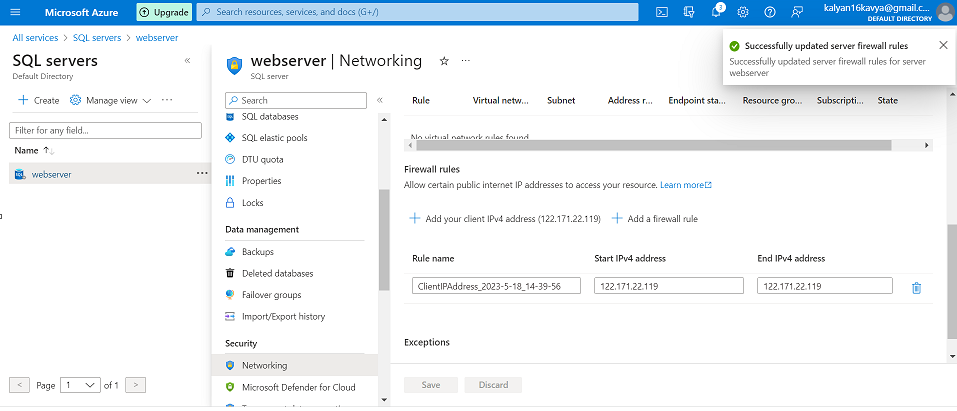 Microsoft Azure
Upgrade
Search resources, services, and docs (G+/)
3
kalyan16kavya@gmail.c...
DEFAULT DIRECTORY
All services > SQL servers > webserver
Successfully updated server firewall rules
Successfully updated server firewall rules for server
webserver
SQL servers
Default Directory
Create
Manage view
Filter for any field...
Name
webserver
Page 1 of 1
webserver | Networking
SQL server
Search
SQL databases
SQL elastic pools
DTU quota
Properties
Locks
Data management
Backups
Deleted databases
Failover groups
Import/Export history
Security
Networking
Microsoft Defender for Cloud
Rule Virtual netw... Subnet Address r... Endpoint sta... Resource gro... Subscripti... State
No virtual network rules found
Firewall rules
Allow certain public internet IP addresses to access your resource. Learn more
+ Add your client IPv4 address (122.171.22.119) + Add a firewall rule
Rule name Start IPv4 address End IPv4 address
ClientIPAddress_2023-5-18_14-39-56 122.171.22.119 122.171.22.119
Exceptions
Save Discard